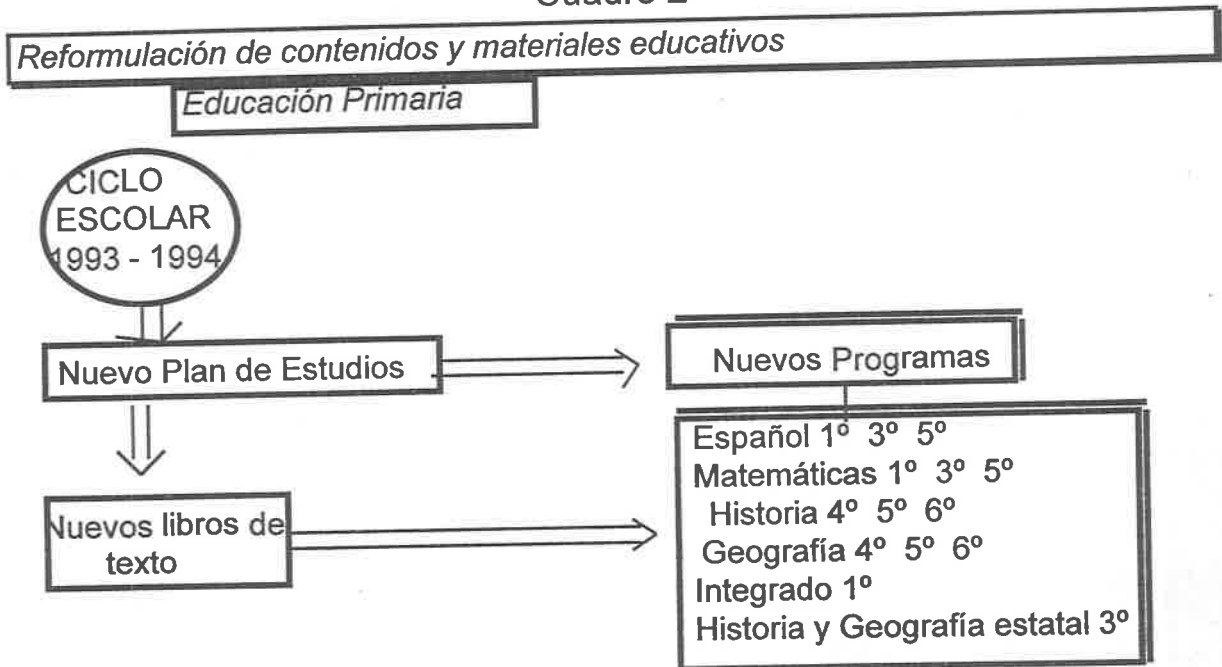 Cuadro 2
Reformulación de contenidos y materiales educativos
Educación Primaria
CICLO
ESCOLAR
1993 - 1994
Nuevo Plan de Estudios
Nuevos Programas
Español 1º 3º 5º
Matemáticas 1º 3º 5º
Historia 4º 5º 6º
Geografía 4º 5º 6º
Integrado 1º
Historia y Geografía estatal 3º
Nuevos libros de
texto